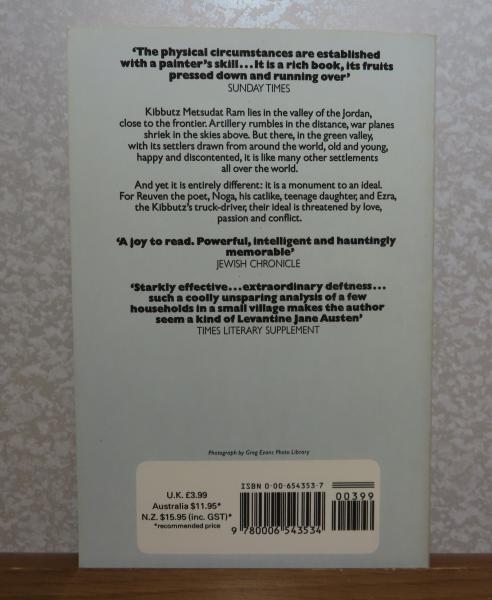 ‘The physical circumstances are established
with a painter's skill...It is a rich book, its fruits
pressed down and running over’
SUNDAY TIMES
Kibbutz Metsudat Ram lies in the valley of the Jordan,
close to the frontier. Artillery rumbles in the distance, war planes
shriek in the skies above. But there, in the green valley,
with its settlers drawn from around the world, old and young,
happy and discontented, it is like many other settlements
all over the world.
And yet it is entirely different: it is a monument to an ideal.
For Reuven the poet, Noga, his catlike, teenage daughter, and Ezra,
the Kibbutz's truck-driver, their ideal is threatened by love,
passion and conflict.
‘A joy to read. Powerful, intelligent and hauntingly
memorable’
JEWISH CHRONICLE
‘Starkly effective...extraordinary deftness...
such a coolly unsparing analysis of a few
households in a small village makes the author
seem a kind of Levantine Jane Austen’
TIMES LITERARY SUPPLEMENT
Photograph by Greg Evans Photo Library
U.K. £3.99
Australia $11.95*
N.Z. $15.95 (inc. GST)*
*recommended price
ISBN 0-00-654353-7
00399
9 780006 543534